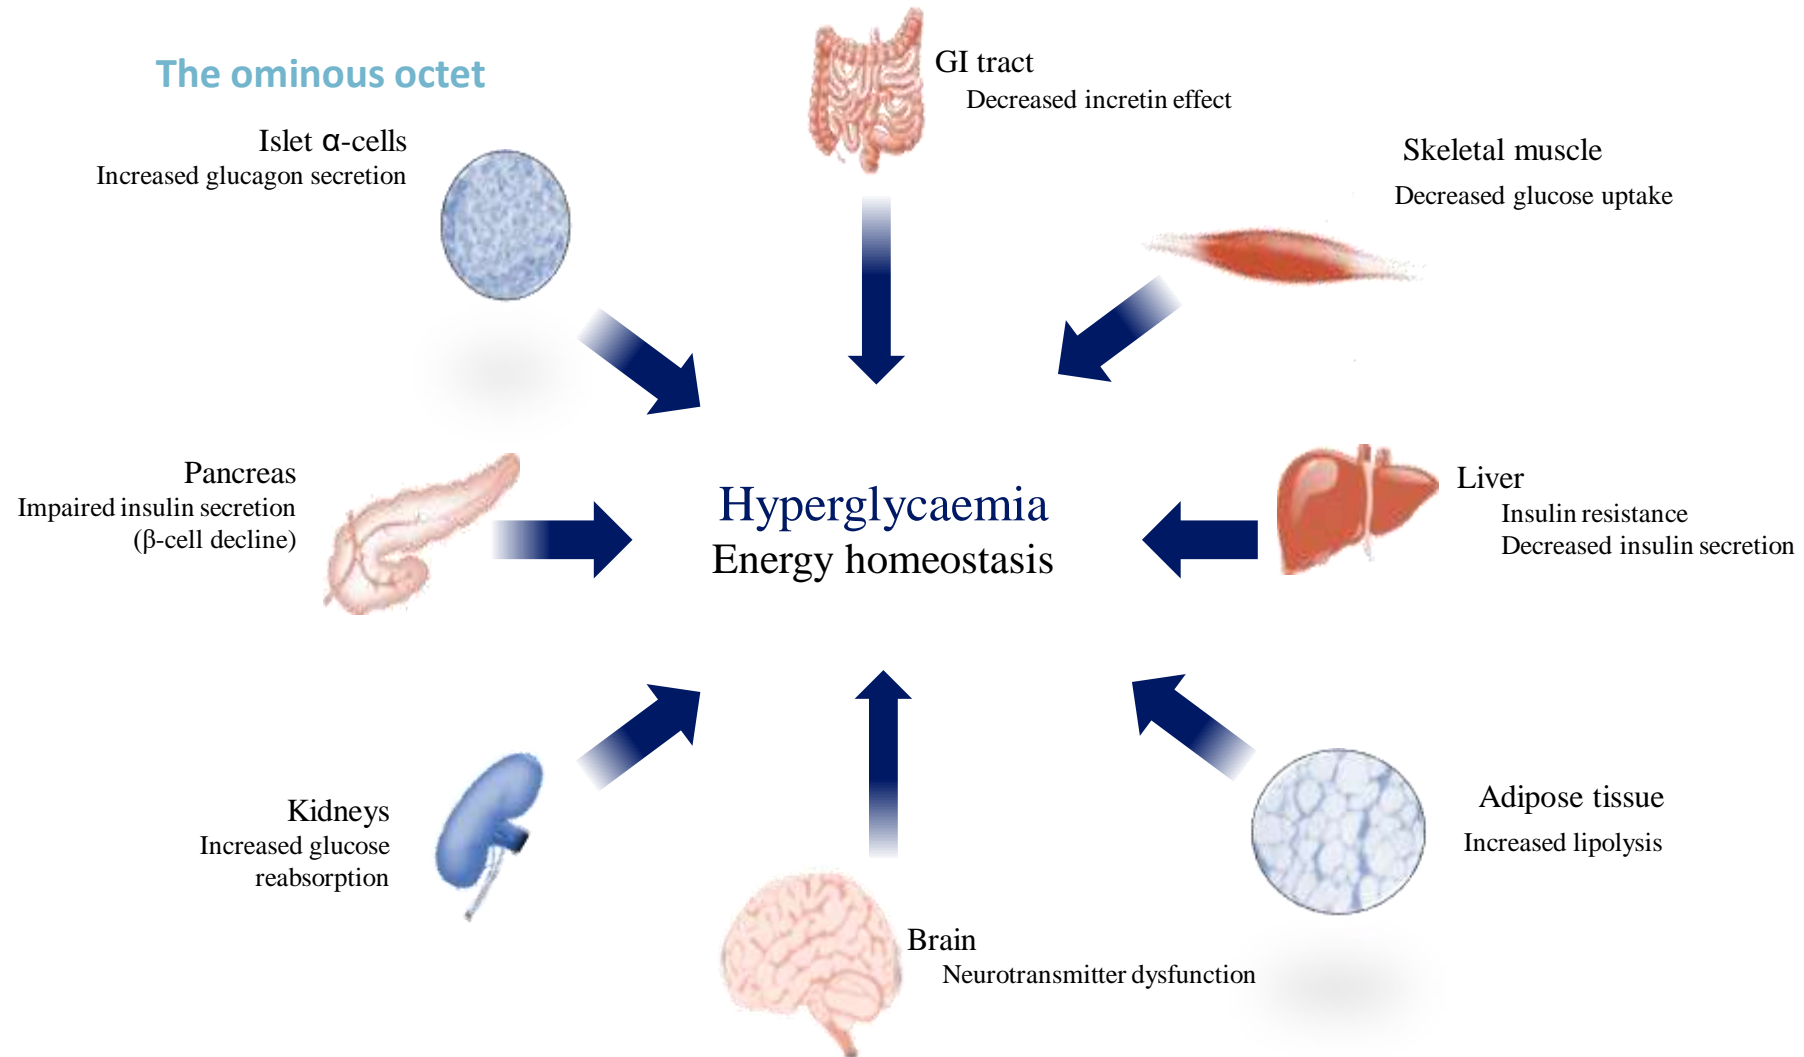 The ominous octet
GI tract
Decreased incretin effect
Islet α-cells
Increased glucagon secretion
Skeletal muscle
Decreased glucose uptake
Pancreas
Impaired insulin secretion
(β-cell decline)
Hyperglycaemia
Energy homeostasis
Liver
Insulin resistance
Decreased insulin secretion
Kidneys
Increased glucose
reabsorption
Adipose tissue
Increased lipolysis
Brain
Neurotransmitter dysfunction